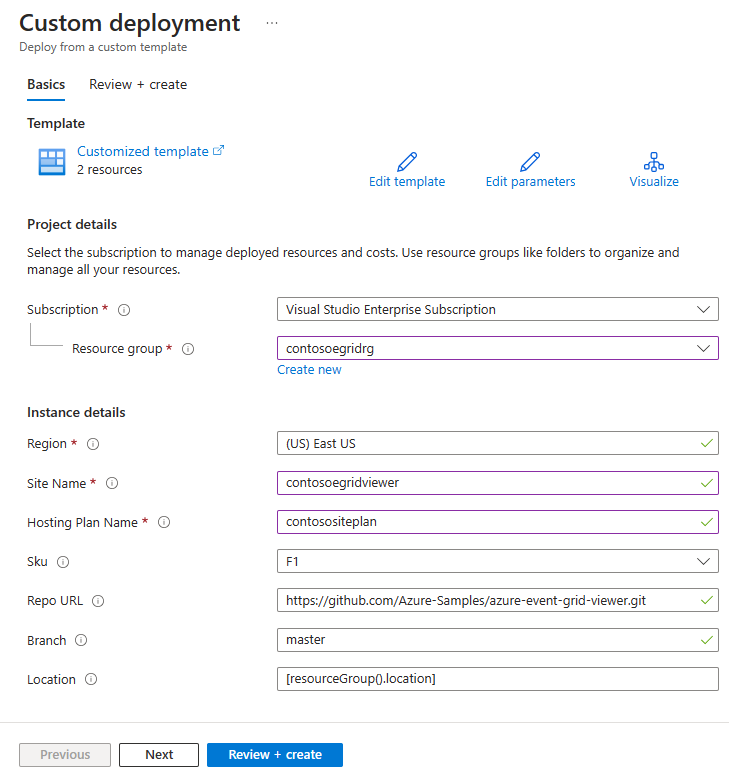 Custom deployment ...
Deploy from a custom template
Basics Review + create
Template
Customized template
2 resources
Edit template Edit parameters Visualize
Project details
Select the subscription to manage deployed resources and costs. Use resource groups like folders to organize and
manage all your resources.
Subscription * Visual Studio Enterprise Subscription
Resource group * contosoegridrg
Create new
Instance details
Region * (US) East US
Site Name * contosoegridviewer
Hosting Plan Name * contosositeplan
Sku F1
Repo URL https://github.com/Azure-Samples/azure-event-grid-viewer.git
Branch master
Location [resourceGroup().location]
Previous Next Review + create